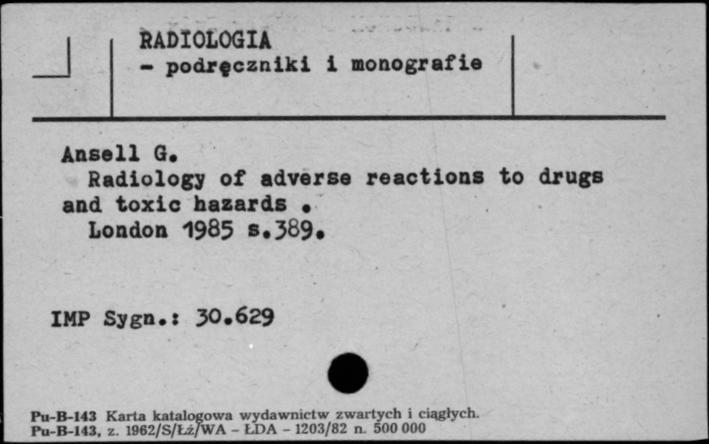 RADIOLOGIA
- podręczniki i monografie
Ansell G.
Radiology of adverse reactions to drugs
and toxic hazards .
London 1985 s.389.
IMP Sygn.: 30.629
Pu-B-143 Karta katalogowa wydawnictw zwartych i ciągłych.
Pu-B-143, z. 1962/S/Łż/WA - ŁDA - 1203/82 n. 500 000